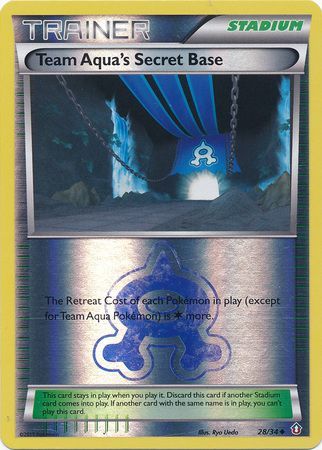 TRAINER
STADIUM
Team Aqua's Secret Base
The Retreat Cost of each Pokémon in play (except
for Team Aqua Pokémon) is more.
This card stays in play when you play it. Discard this card if another Stadium
card comes into play. If another card with the same name is in play, you can't
play this card.
Illus. Ryo Ueda
28/34